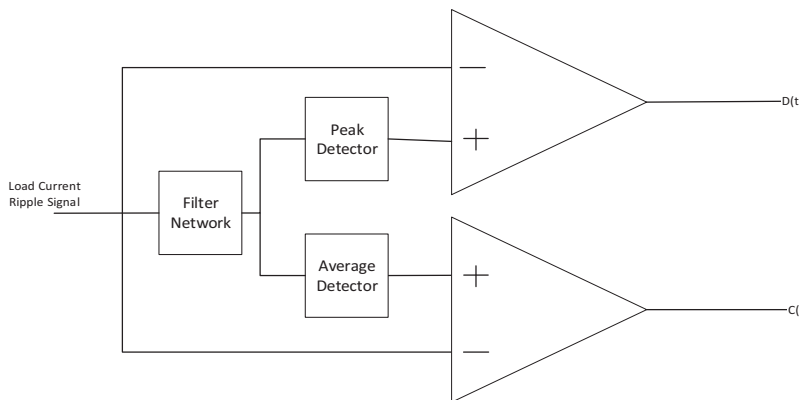 Load Current
Ripple Signal
Filter
Network
Peak
Detector
Average
Detector
−
+
+
−
D(t
C(